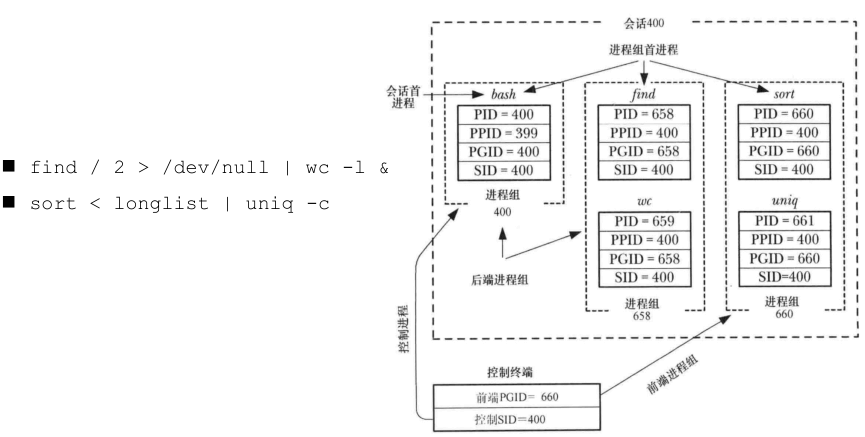 ■ find / 2 > /dev/null | wc -l &
■ sort < longlist | uniq -c
会话400
进程组首进程
会话首
进程
bash
PID = 400
PPID = 399
PGID = 400
SID = 400
进程组
400
find
PID = 658
PPID = 400
PGID = 658
SID = 400
wc
PID = 659
PPID = 400
PGID = 658
SID = 400
进程组
658
sort
PID = 660
PPID = 400
PGID = 660
SID = 400
uniq
PID = 661
PPID = 400
PGID = 660
SID=400
进程组
660
后端进程组
控制进程
前端进程组
控制终端
前端PGID= 660
控制SID=400